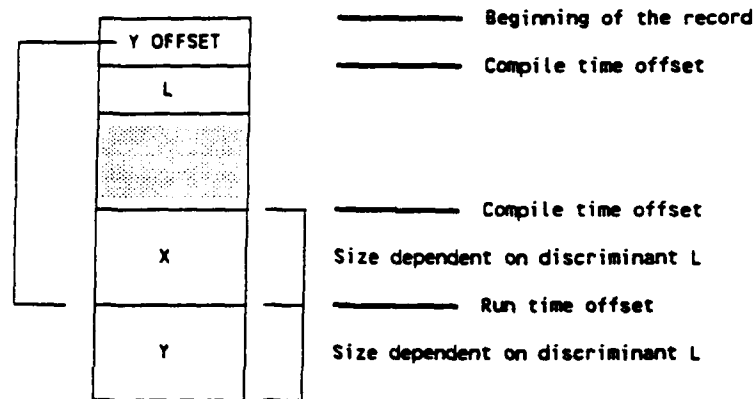 Beginning of the record
Y OFFSET
Compile time offset
L
Compile time offset
X
Size dependent on discriminant L
Run time offset
Y
Size dependent on discriminant L